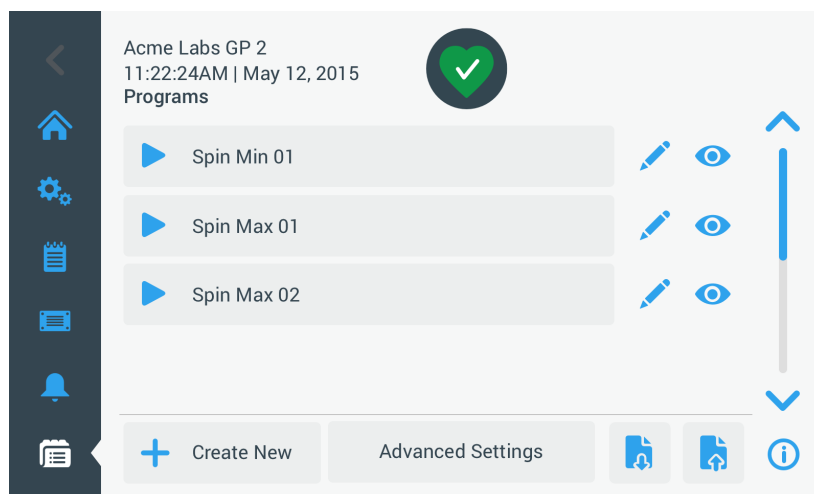 Acme Labs GP 2
11:22:24AM | May 12, 2015
Programs
Spin Min 01
Spin Max 01
Spin Max 02
Create New
Advanced Settings